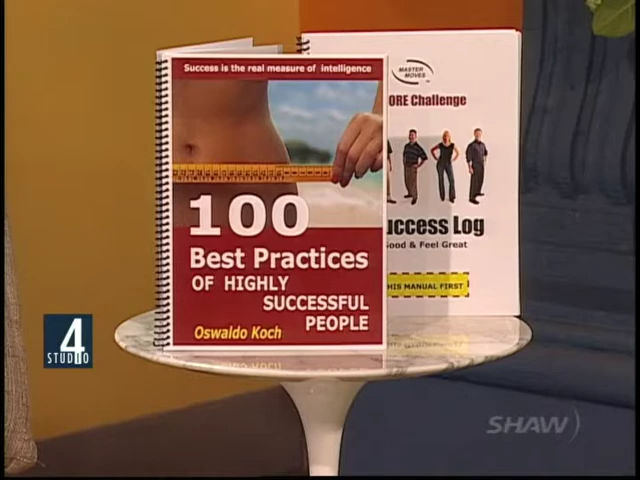 Success is the real measure of intelligence
100
Best Practices
OF HIGHLY
SUCCESSFUL
PEOPLE
Oswaldo Koch
MASTER
MOVES
ORE Challenge
uccess Log
ood & Feel Great
HIS MANUAL FIRST
4
STUDIO
SHAW)